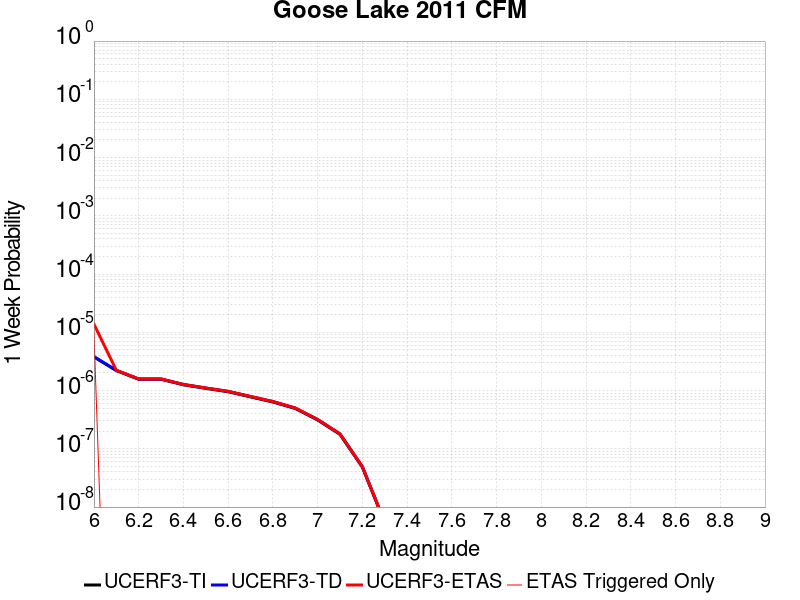 Goose Lake 2011 CFM
10^0
10^-1
10^-2
10^-3
10^-4
10^-5
10^-6
10^-7
10^-8
1 Week Probability
6 6.2 6.4 6.6 6.8 7 7.2 7.4 7.6 7.8 8 8.2 8.4 8.6 8.8 9
Magnitude
UCERF3-TI UCERF3-TD UCERF3-ETAS ETAS Triggered Only